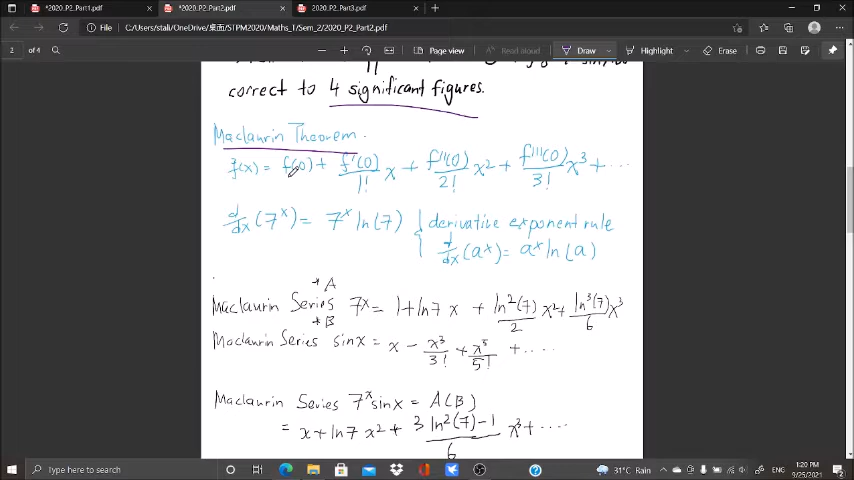 *2020_P2_Part1.pdf
*2020_P2_Part2.pdf
2020_P2_Part3.pdf
File | C:/Users/stali/OneDrive/桌面/STPM2020/Maths_T/Sem_2/2020_P2_Part2.pdf
2 of 4
Page view
Read aloud
Draw
Highlight
Erase
correct to 4 significant figures.
Maclaurin Theorem.
f(x) = f(0) + f'(0)/1! x + f''(0)/2! x² + f'''(0)/3! x³ + ...
d/dx (7^x) = 7^x ln(7) { derivative exponent rule
d/dx (a^x) = a^x ln(a)
*A
Maclaurin Series 7^x = 1 + ln7 x + ln²(7)/2 x² + ln³(7)/6 x³
*B
Maclaurin Series sinx = x - x³/3! + x⁵/5! + ....
Maclaurin Series 7^x sinx = A(B)
= x + ln7 x² + 3 ln²(7) - 1/6 x³ + ....
Type here to search
31°C Rain
ENG
1:20 PM
9/25/2021